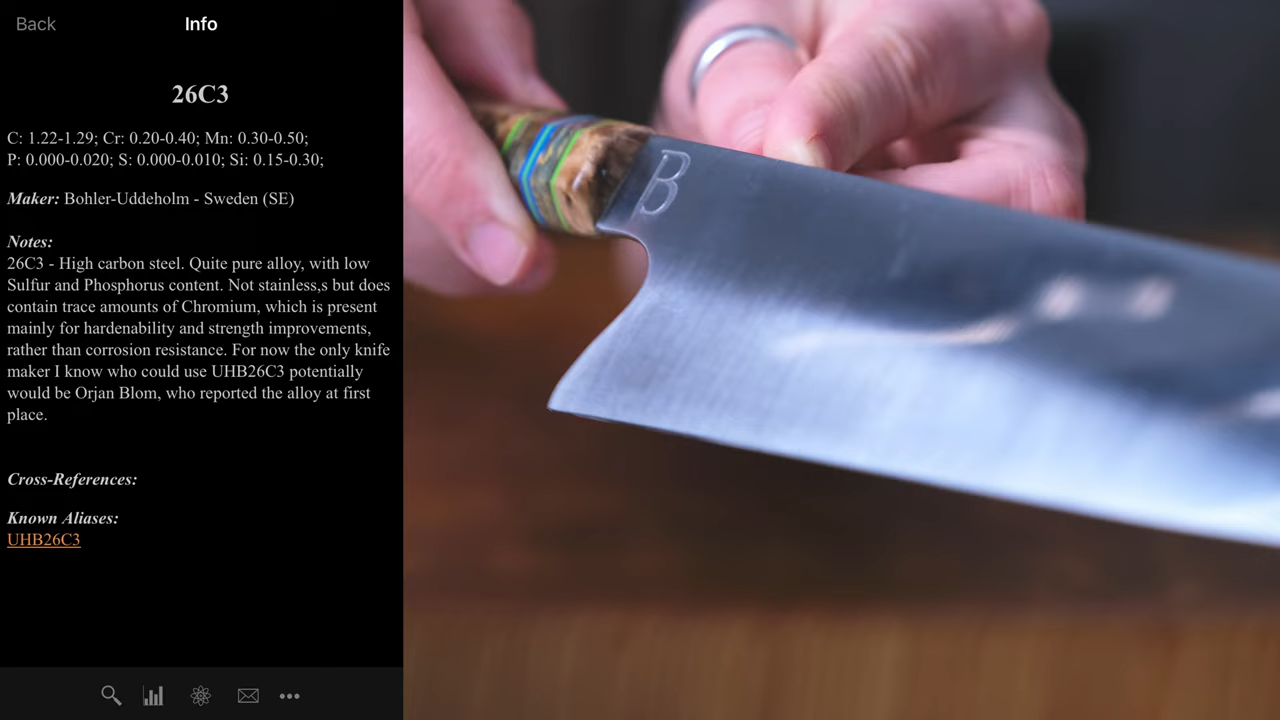 Back
Info
26C3
C: 1.22-1.29; Cr: 0.20-0.40; Mn: 0.30-0.50;
P: 0.000-0.020; S: 0.000-0.010; Si: 0.15-0.30;
Maker: Bohler-Uddeholm - Sweden (SE)
Notes:
26C3 - High carbon steel. Quite pure alloy, with low
Sulfur and Phosphorus content. Not stainless,s but does
contain trace amounts of Chromium, which is present
mainly for hardenability and strength improvements,
rather than corrosion resistance. For now the only knife
maker I know who could use UHB26C3 potentially
would be Orjan Blom, who reported the alloy at first
place.
Cross-References:
Known Aliases:
UHB26C3
B